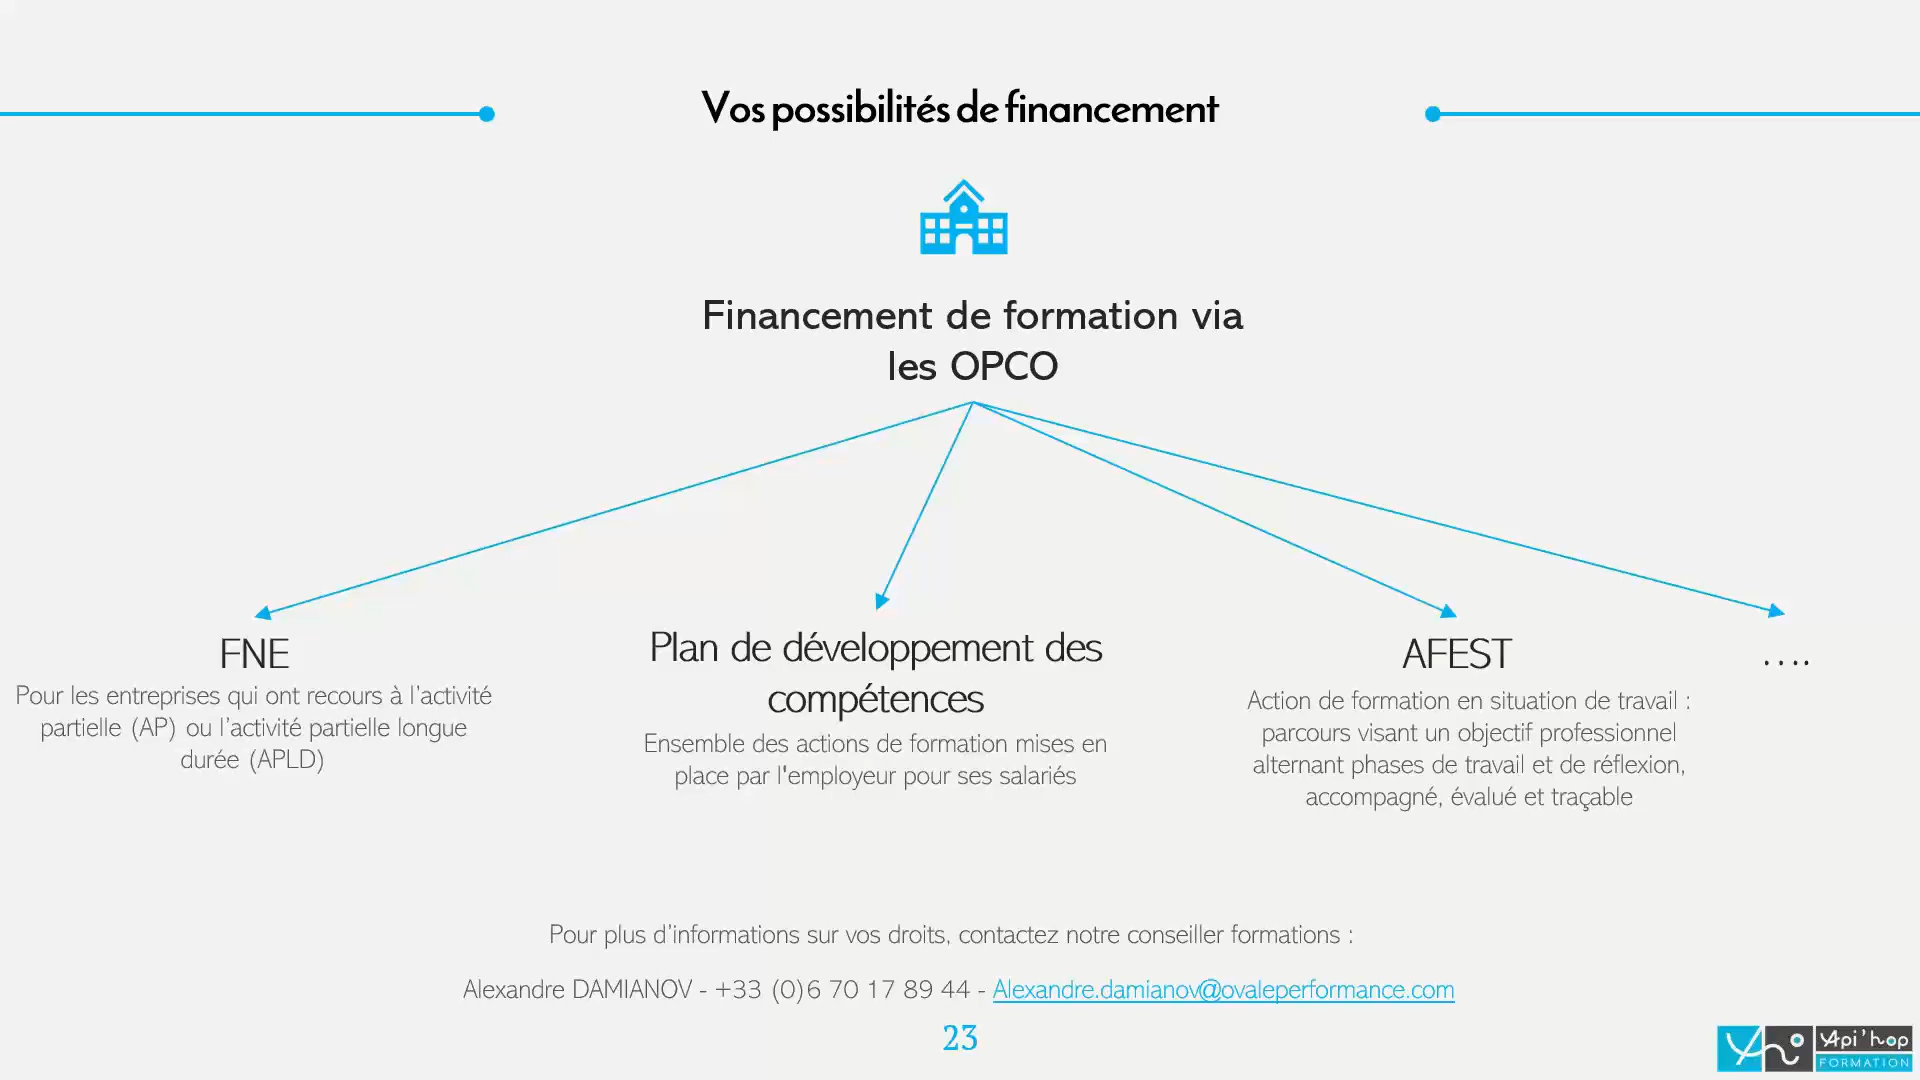 Vos possibilités de financement
Financement de formation via
les OPCO
FNE
Pour les entreprises qui ont recours à l’activité
partielle (AP) ou l’activité partielle longue
durée (APLD)
Plan de développement des
compétences
Ensemble des actions de formation mises en
place par l'employeur pour ses salariés
AFEST
Action de formation en situation de travail :
parcours visant un objectif professionnel
alternant phases de travail et de réflexion,
accompagné, évalué et traçable
....
Pour plus d’informations sur vos droits, contactez notre conseiller formations :
Alexandre DAMIANOV - +33 (0)6 70 17 89 44 - Alexandre.damianov@ovaleperformance.com
23
Api'hop
FORMATION